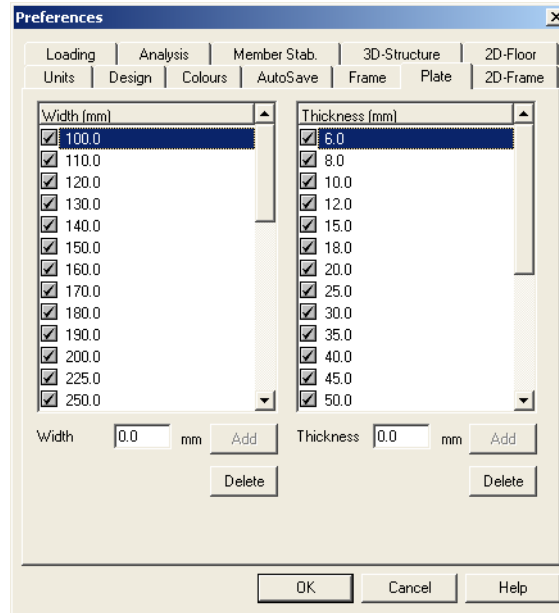 Preferences
Loading Analysis Member Stab. 3D-Structure 2D-Floor
Units Design Colours AutoSave Frame Plate 2D-Frame
Width (mm) Thickness (mm)
100.0 6.0
110.0 8.0
120.0 10.0
130.0 12.0
140.0 15.0
150.0 18.0
160.0 20.0
170.0 25.0
180.0 30.0
190.0 35.0
200.0 40.0
225.0 45.0
250.0 50.0
Width 0.0 mm Add Thickness 0.0 mm Add
Delete Delete
OK Cancel Help